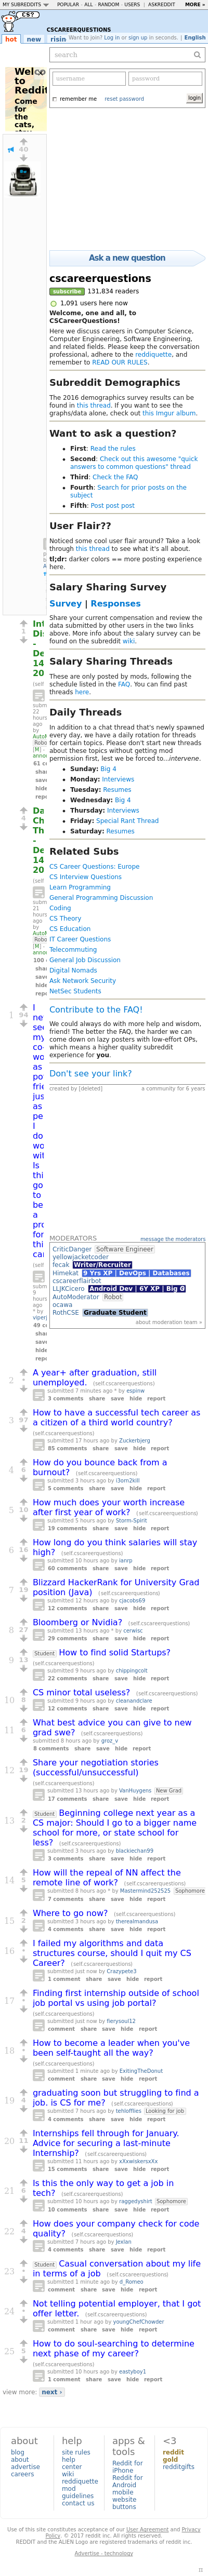 MY SUBREDDITS
POPULAR - ALL - RANDOM - USERS | ASKREDDIT
MORE »
CSCAREERQUESTIONS
hot new
Want to join? Log in or sign up in seconds. | English
search
username
password
remember me reset password
login
to
Reddit
Come
for the
cats,
Ask a new question
cscareerquestions
subscribe 131,834 readers
1,091 users here now
Welcome, one and all, to
CSCareerQuestions!
Here we discuss careers in Computer Science,
Computer Engineering, Software Engineering,
and related fields. Please keep the conversation
professional, adhere to the reddiquette, and
remember to READ OUR RULES.
Subreddit Demographics
The 2016 demographics survey results can be
found in this thread. If you want to see the
graphs/data alone, check out this Imgur album.
Want to ask a question?
First: Read the rules
Second: Check out this awesome "quick
answers to common questions" thread
Third: Check the FAQ
Fourth: Search for prior posts on the
subject
Fifth: Post post post
User Flair??
Noticed some cool user flair around? Take a look
though this thread to see what it's all about.
tl;dr: darker colors == more posting experience
here.
Salary Sharing Survey
Survey | Responses
Share your current compensation and review the
Stats submitted by other users in the two links
above. More info about the salary survey can be
found on the subreddit wiki.
Salary Sharing Threads
These are only posted by mods, following the
schedule listed in the FAQ. You can find past
threads here.
Daily Threads
In addition to a chat thread that's refreshed every
workday, we have a few daily and weekly threads
for certain topics. Please don't start new threads
about these topics without getting mod
permission first, lest they be forced to...intervene.
Sunday: Big 4
Monday: Interviews
Tuesday: Resumes
Wednesday: Big 4
Thursday: Interviews
Friday: Special Rant Thread
Saturday: Resumes
Related Subs
CS Career Questions: Europe
CS Interview Questions
Learn Programming
General Programming Discussion
Coding
CS Theory
CS Education
IT Career Questions
Telecommuting
General Job Discussion
Digital Nomads
Ask Network Security
NetSec Students
Contribute to the FAQ!
We could always do with more help and wisdom,
friend! The better the FAQ, the harder we can
crack down on lazy posters with low-effort OPs,
which means a higher quality subreddit
experience for you.
Don't see your link?
created by [deleted] a community for 6 years
MODERATORS
message the moderators
CriticDanger Software Engineer
yellowjacketcoder
fecak Writer/Recruiter
Himekat 9 Yrs XP | DevOps | Databases
cscareerflairbot
LLJKCicero Android Dev | 6Y XP | Big G
AutoModerator Robot
ocawa
RothCSE Graduate Student
about moderation team »
2 A year+ after graduation, still
unemployed. (self.cscareerquestions)
submitted 7 minutes ago * by espinw
3 comments share save hide report
3 97 How to have a successful tech career as
a citizen of a third world country?
(self.cscareerquestions)
submitted 17 hours ago by Zuckerbjerg
85 comments share save hide report
4 How do you bounce back from a
burnout? (self.cscareerquestions)
submitted 3 hours ago by i3orn2kill
5 comments share save hide report
5 10 How much does your worth increase
after first year of work? (self.cscareerquestions)
submitted 5 hours ago by Storm-Spirit
19 comments share save hide report
6 How long do you think salaries will stay
high? (self.cscareerquestions)
submitted 10 hours ago by ianrp
60 comments share save hide report
7 19 Blizzard HackerRank for University Grad
position (Java) (self.cscareerquestions)
submitted 12 hours ago by cjacobs69
12 comments share save hide report
8 27 Bloomberg or Nvidia? (self.cscareerquestions)
submitted 13 hours ago * by cerwisc
29 comments share save hide report
9 13 Student How to find solid Startups?
(self.cscareerquestions)
submitted 9 hours ago by chippingcolt
22 comments share save hide report
10 CS minor total useless? (self.cscareerquestions)
submitted 9 hours ago by cleanandclaire
12 comments share save hide report
11 What best advice you can give to new
grad swe? (self.cscareerquestions)
submitted 8 hours ago by groz_v
8 comments share save hide report
12 19 Share your negotiation stories
(successful/unsuccessful)
(self.cscareerquestions)
submitted 13 hours ago by VanHuygens New Grad
17 comments share save hide report
13 Student Beginning college next year as a
CS major: Should I go to a bigger name
school for more, or state school for
less? (self.cscareerquestions)
submitted 3 hours ago by blackiechan99
3 comments share save hide report
14 How will the repeal of NN affect the
remote line of work? (self.cscareerquestions)
submitted 8 hours ago * by Mastermind252525 Sophomore
7 comments share save hide report
15 Where to go now? (self.cscareerquestions)
submitted 3 hours ago by therealmandusa
4 comments share save hide report
16 I failed my algorithms and data
structures course, should I quit my CS
Career? (self.cscareerquestions)
submitted just now by Crazypete3
1 comment share save hide report
17 Finding first internship outside of school
job portal vs using job portal?
(self.cscareerquestions)
submitted just now by fierysoul12
comment share save hide report
18 How to become a leader when you've
been self-taught all the way?
(self.cscareerquestions)
submitted 1 minute ago by ExitingTheDonut
comment share save hide report
19 graduating soon but struggling to find a
job. is CS for me? (self.cscareerquestions)
submitted 7 hours ago by tehloffles Looking for job
4 comments share save hide report
20 11 Internships fell through for January.
Advice for securing a last-minute
Internship? (self.cscareerquestions)
submitted 11 hours ago by xXxwiskersxXx
15 comments share save hide report
21 Is this the only way to get a job in
tech? (self.cscareerquestions)
submitted 10 hours ago by raggedyshirt Sophomore
10 comments share save hide report
22 How does your company check for code
quality? (self.cscareerquestions)
submitted 7 hours ago by Jexlan
4 comments share save hide report
23 Student Casual conversation about my life
in terms of a job (self.cscareerquestions)
submitted 1 minute ago by d_Romeo
comment share save hide report
24 Not telling potential employer, that I got
offer letter. (self.cscareerquestions)
submitted 1 hour ago by youngChefChowder
comment share save hide report
25 How to do soul-searching to determine
next phase of my career?
(self.cscareerquestions)
submitted 10 hours ago by eastyboy1
1 comment share save hide report
view more: next ›
about
blog
about
advertise
careers
help
site rules
help
center
wiki
reddiquette
mod
guidelines
contact us
apps &
tools
Reddit for
iPhone
Reddit for
Android
mobile
website
buttons
<3
reddit
gold
redditgifts
Use of this site constitutes acceptance of our User Agreement and Privacy
Policy. © 2017 reddit inc. All rights reserved.
REDDIT and the ALIEN Logo are registered trademarks of reddit inc.
Advertise - technology
π